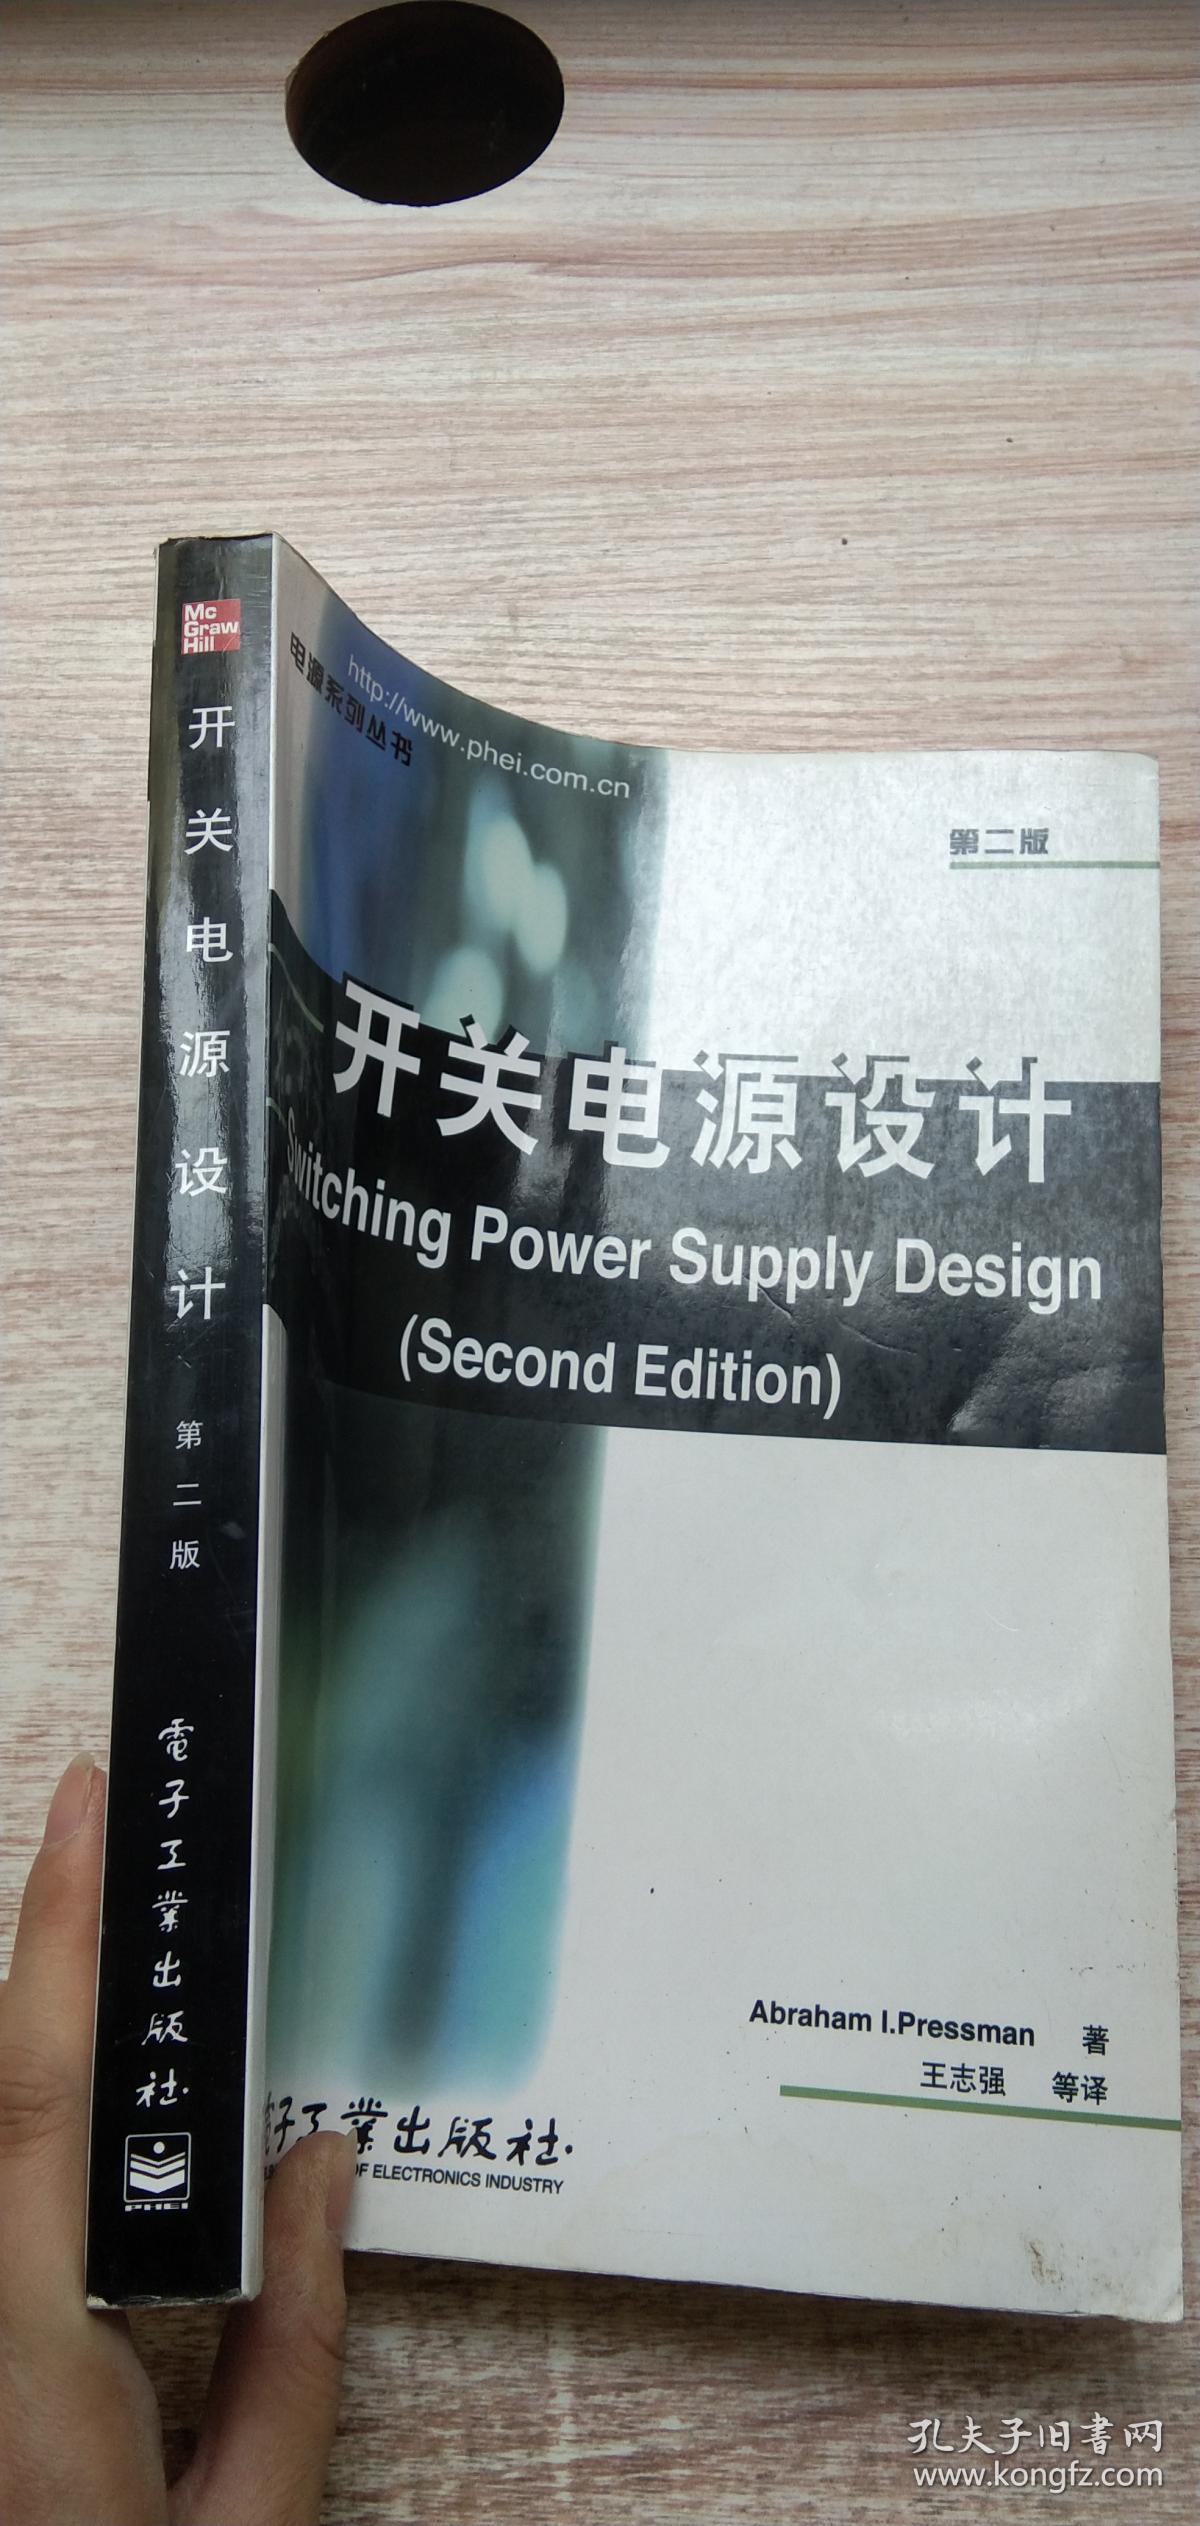 Mc
Graw
Hill
开关电源设计
第二版
電子工業出版社
PHEI
电源系列丛书
http://www.phei.com.cn
第二版
开关电源设计
Switching Power Supply Design
(Second Edition)
Abraham I.Pressman 著
王志强 等译
子工業出版社
OF ELECTRONICS INDUSTRY
孔夫子旧书网
www.kongfz.com